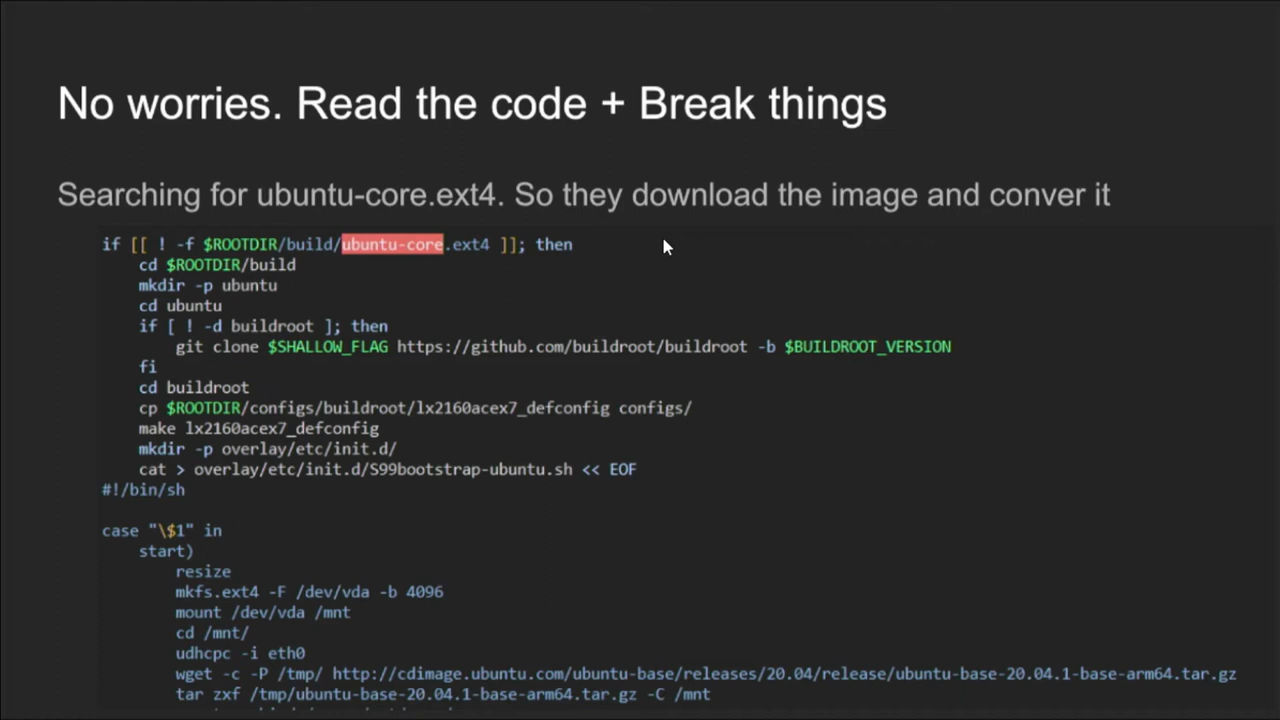 No worries. Read the code + Break things
Searching for ubuntu-core.ext4. So they download the image and conver it
if [[ ! -f $ROOTDIR/build/ubuntu-core.ext4 ]]; then
cd $ROOTDIR/build
mkdir -p ubuntu
cd ubuntu
if [ ! -d buildroot ]; then
git clone $SHALLOW_FLAG https://github.com/buildroot/buildroot -b $BUILDROOT_VERSION
fi
cd buildroot
cp $ROOTDIR/configs/buildroot/lx2160acex7_defconfig configs/
make lx2160acex7_defconfig
mkdir -p overlay/etc/init.d/
cat > overlay/etc/init.d/S99bootstrap-ubuntu.sh << EOF
#!/bin/sh
case "\$1" in
start)
resize
mkfs.ext4 -F /dev/vda -b 4096
mount /dev/vda /mnt
cd /mnt/
udhcpc -i eth0
wget -c -P /tmp/ http://cdimage.ubuntu.com/ubuntu-base/releases/20.04/release/ubuntu-base-20.04.1-base-arm64.tar.gz
tar zxf /tmp/ubuntu-base-20.04.1-base-arm64.tar.gz -C /mnt